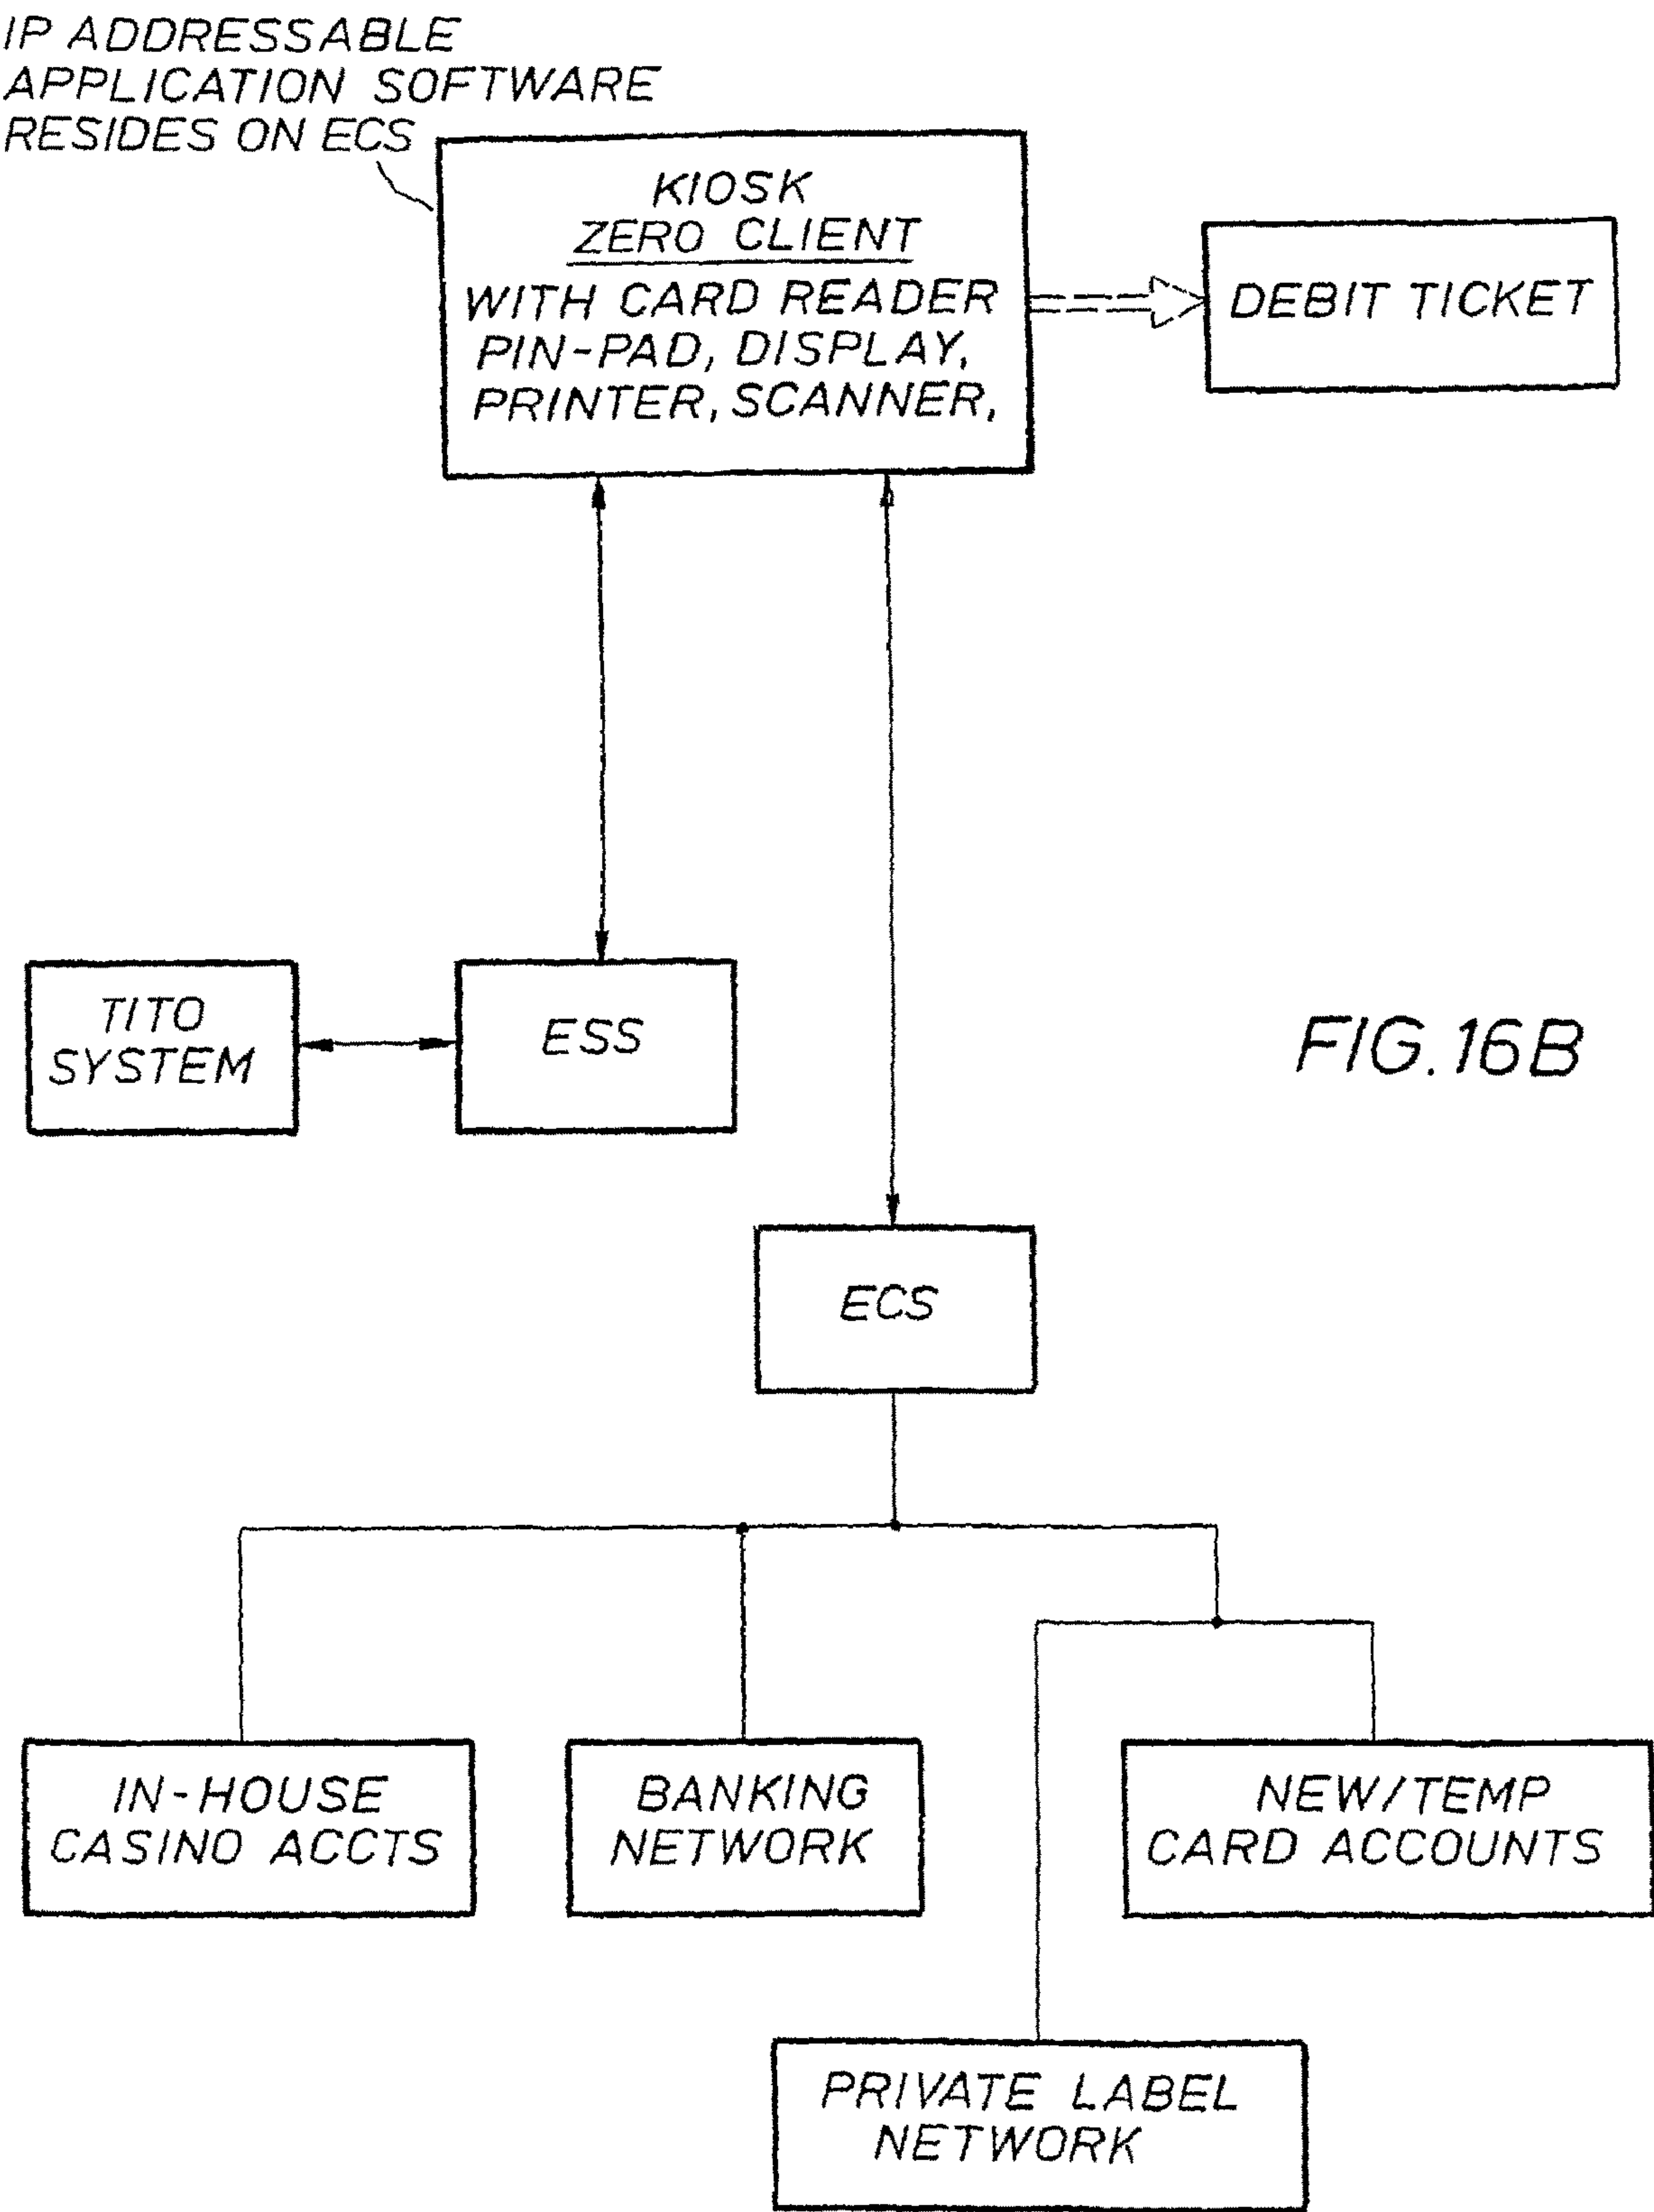 IP ADDRESSABLE
APPLICATION SOFTWARE
RESIDES ON ECS
KIOSK
ZERO CLIENT
WITH CARD READER
PIN-PAD, DISPLAY,
PRINTER, SCANNER,
DEBIT TICKET
TITO
SYSTEM
ESS
FIG. 16B
ECS
IN-HOUSE
CASINO ACCTS
BANKING
NETWORK
NEW/TEMP
CARD ACCOUNTS
PRIVATE LABEL
NETWORK